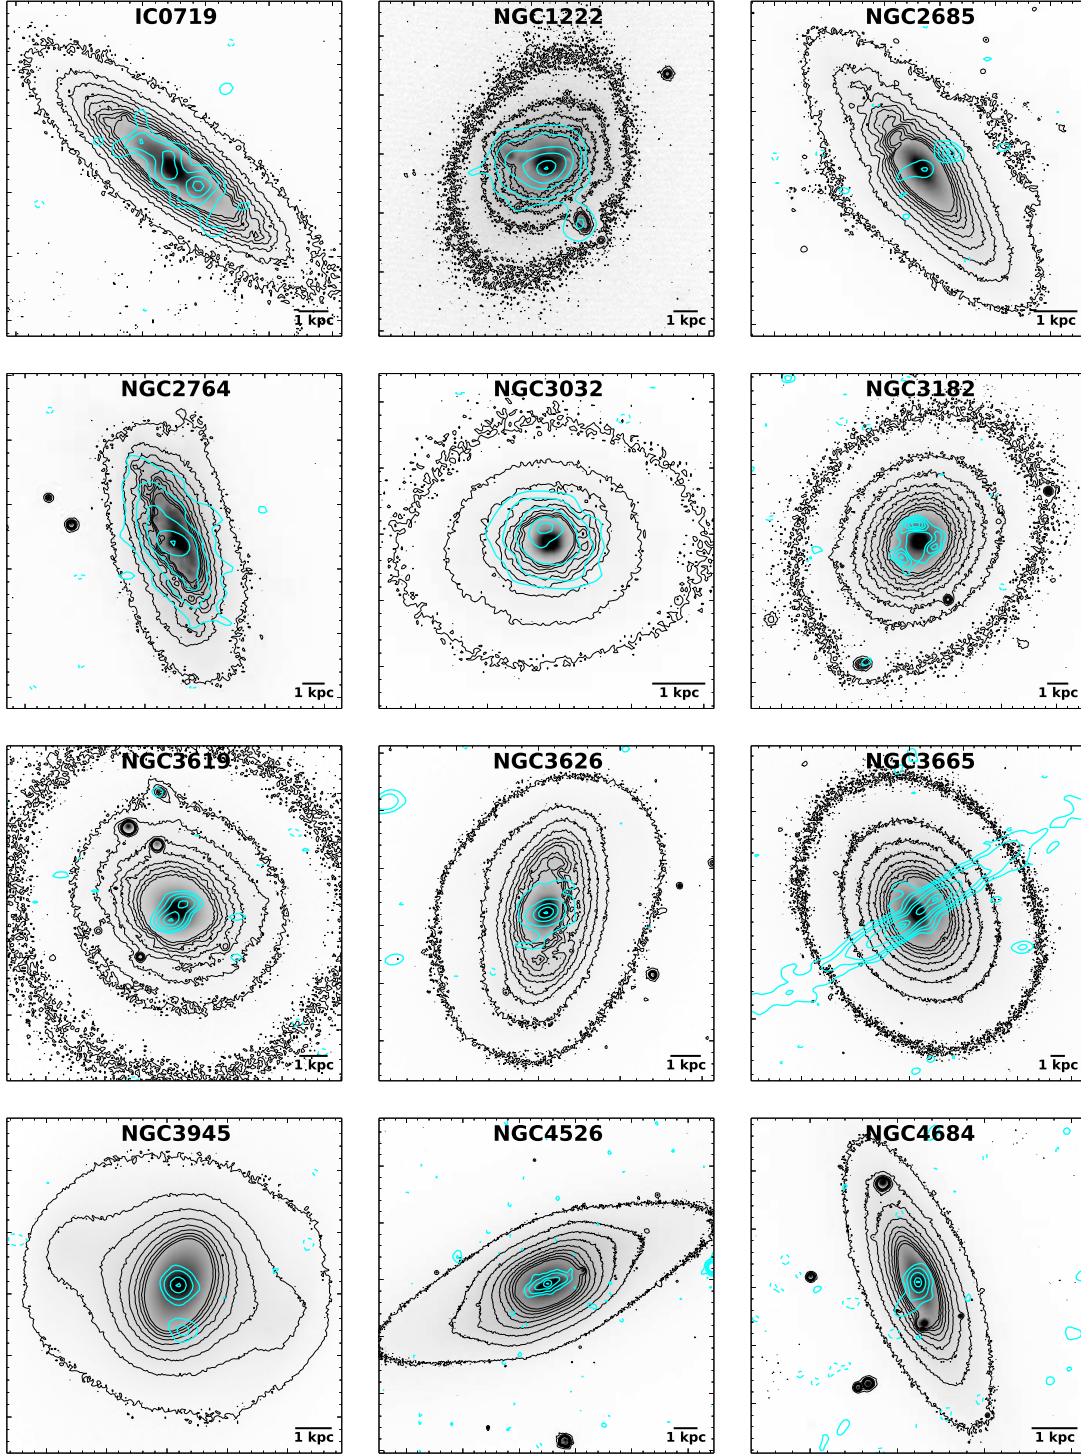 IC0719
NGC1222
NGC2685
1 kpc
1 kpc
1 kpc
NGC2764
NGC3032
NGC3182
1 kpc
1 kpc
1 kpc
NGC3619
NGC3626
NGC3665
1 kpc
1 kpc
1 kpc
NGC3945
NGC4526
NGC4684
1 kpc
1 kpc
1 kpc